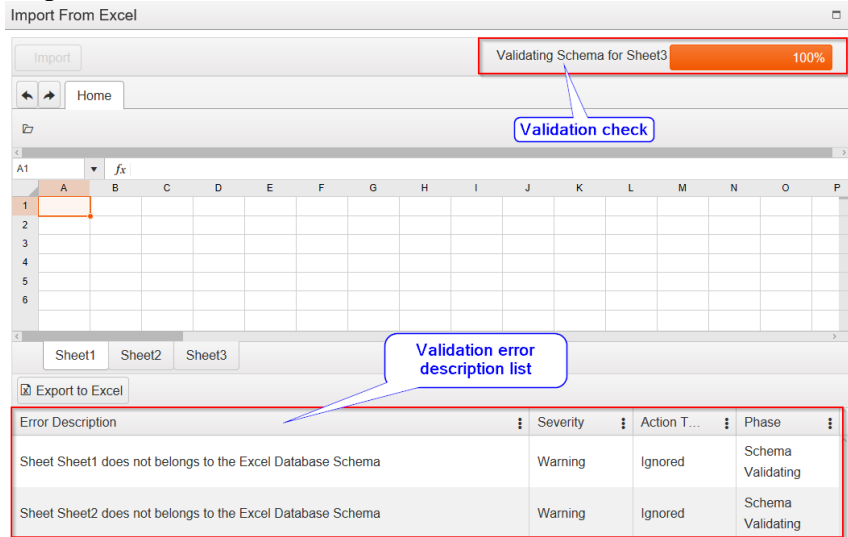 Import From Excel
Import
Validating Schema for Sheet3
100%
Home
Validation check
A1
fx
A B C D E F G H I J K L M N O P
1
2
3
4
5
6
Sheet1 Sheet2 Sheet3
Validation error
description list
Export to Excel
Error Description Severity Action T... Phase
Sheet Sheet1 does not belongs to the Excel Database Schema Warning Ignored Schema
Validating
Sheet Sheet2 does not belongs to the Excel Database Schema Warning Ignored Schema
Validating